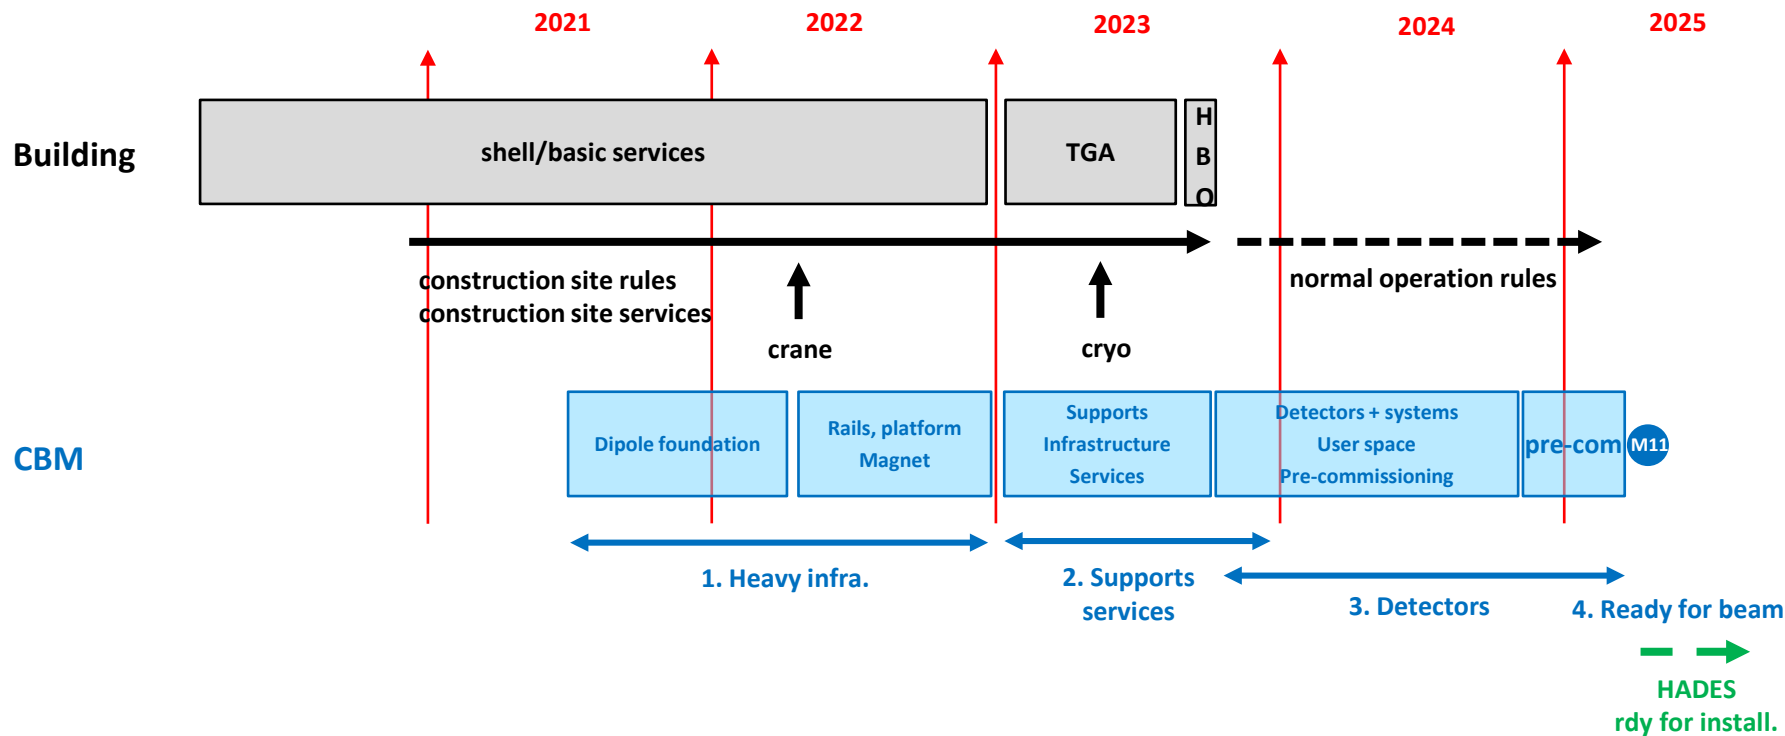 2021
2022
2023
2024
2025
Building
shell/basic services
TGA
H
B
O
construction site rules
construction site services
crane
cryo
normal operation rules
CBM
Dipole foundation
Rails, platform
Magnet
Supports
Infrastructure
Services
Detectors + systems
User space
Pre-commissioning
pre-com
M11
1. Heavy infra.
2. Supports
services
3. Detectors
4. Ready for beam
HADES
rdy for install.